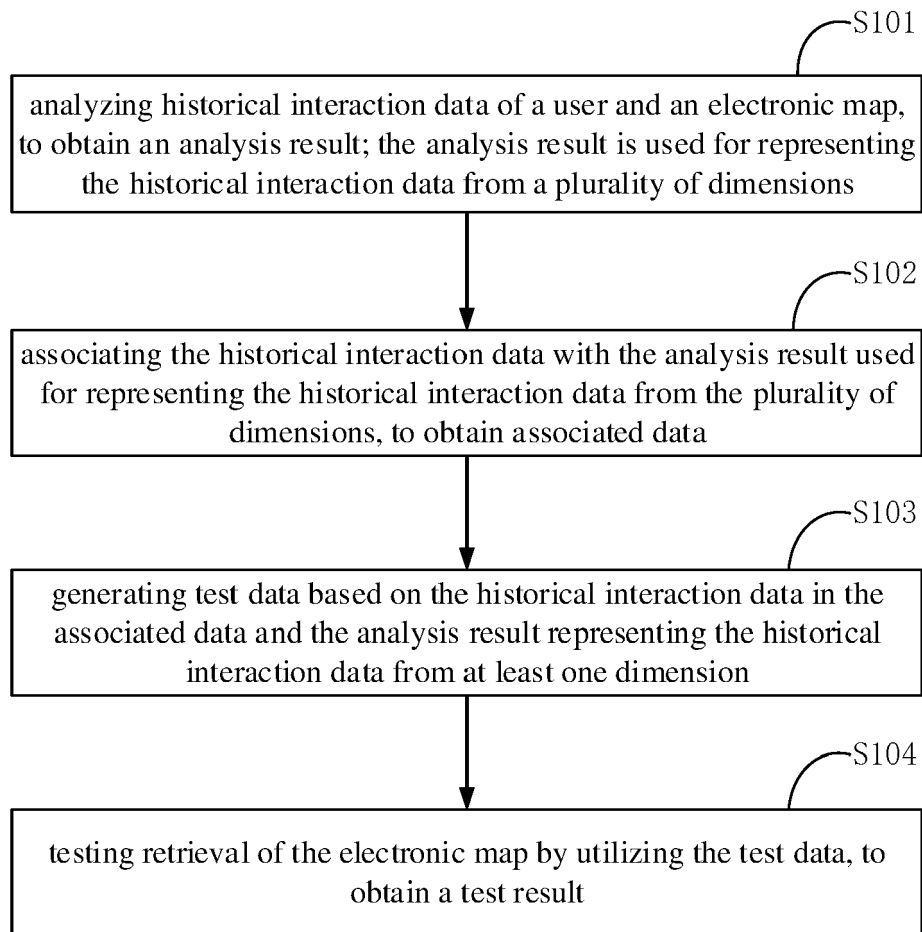 S101
analyzing historical interaction data of a user and an electronic map,
to obtain an analysis result; the analysis result is used for representing
the historical interaction data from a plurality of dimensions
S102
associating the historical interaction data with the analysis result used
for representing the historical interaction data from the plurality of
dimensions, to obtain associated data
S103
generating test data based on the historical interaction data in the
associated data and the analysis result representing the historical
interaction data from at least one dimension
S104
testing retrieval of the electronic map by utilizing the test data, to
obtain a test result